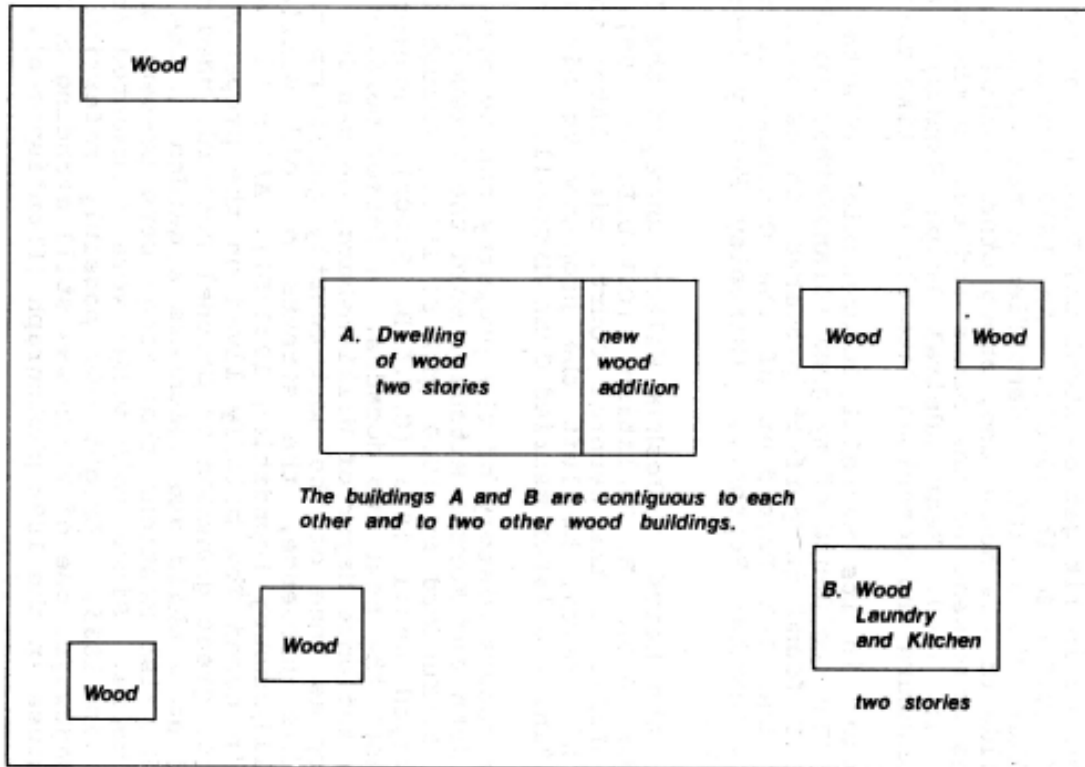 Wood
A. Dwelling
of wood
two stories
new
wood
addition
Wood
Wood
The buildings A and B are contiguous to each
other and to two other wood buildings.
B. Wood
Laundry
and Kitchen
two stories
Wood
Wood